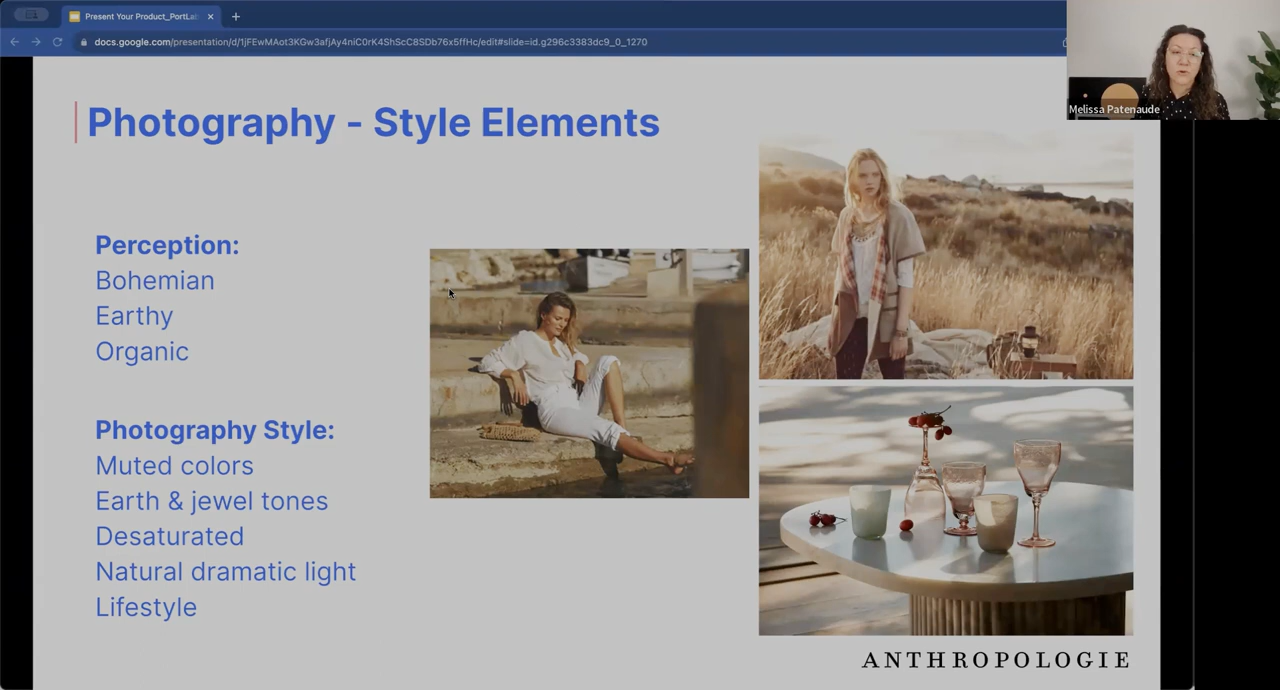 Present Your Product_PortLa
docs.google.com/presentation/d/1jFEwMAot3KGw3afjAy4niC0rK4ShScC8SDb76x5ffHc/edit#slide=id.g296c3383dc9_0_1270
Melissa Patenaude
Photography - Style Elements
Perception:
Bohemian
Earthy
Organic
Photography Style:
Muted colors
Earth & jewel tones
Desaturated
Natural dramatic light
Lifestyle
ANTHROPOLOGIE